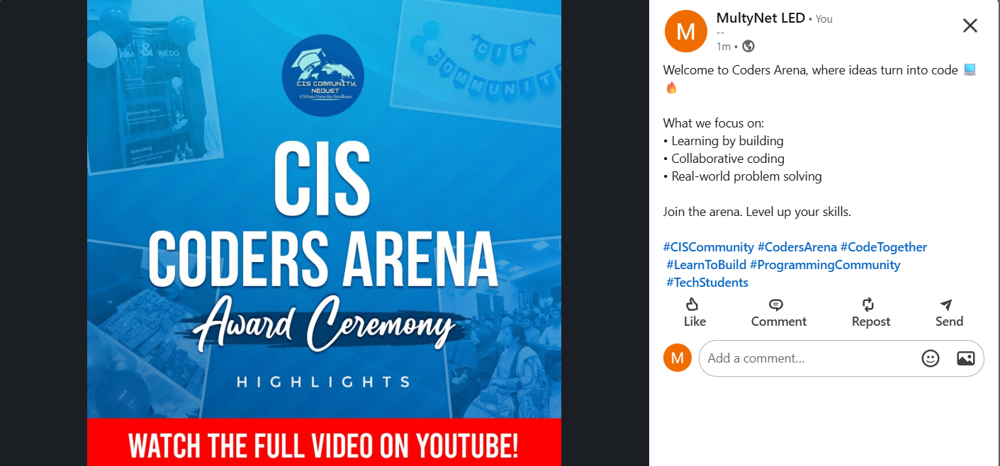 AIM & WEDO
Networking
CIS
COMMUNITY
CIS COMMUNITY,
NEDUET
CISians Unite for Excellence
CIS
CODERS ARENA
Award Ceremony
HIGHLIGHTS
WATCH THE FULL VIDEO ON YOUTUBE!
M
MultyNet LED • You
--
1m •
Welcome to Coders Arena, where ideas turn into code 💻
🔥
What we focus on:
• Learning by building
• Collaborative coding
• Real-world problem solving
Join the arena. Level up your skills.
#CISCommunity #CodersArena #CodeTogether
#LearnToBuild #ProgrammingCommunity
#TechStudents
Like Comment Repost Send
M
Add a comment...